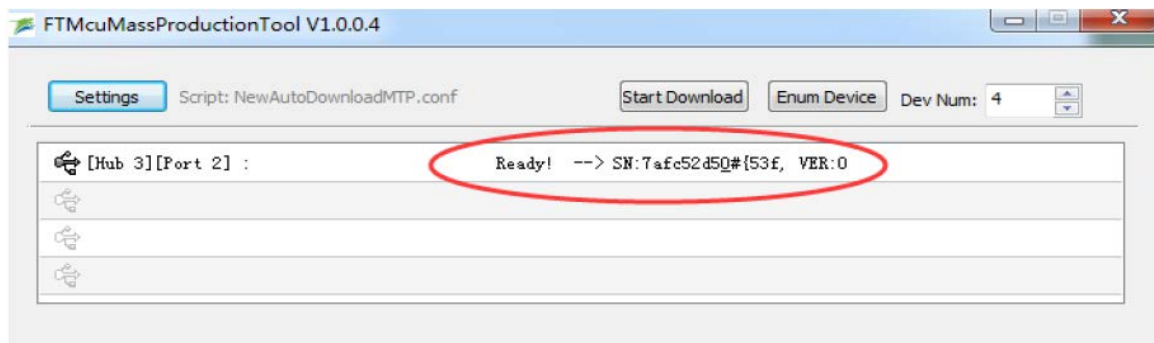 FTMcuMassProductionTool V1.0.0.4
Settings Script: NewAutoDownloadMTP.conf Start Download Enum Device Dev Num: 4
[Hub 3][Port 2] : Ready! --> SN:7afc52d50#{53f, VER:0